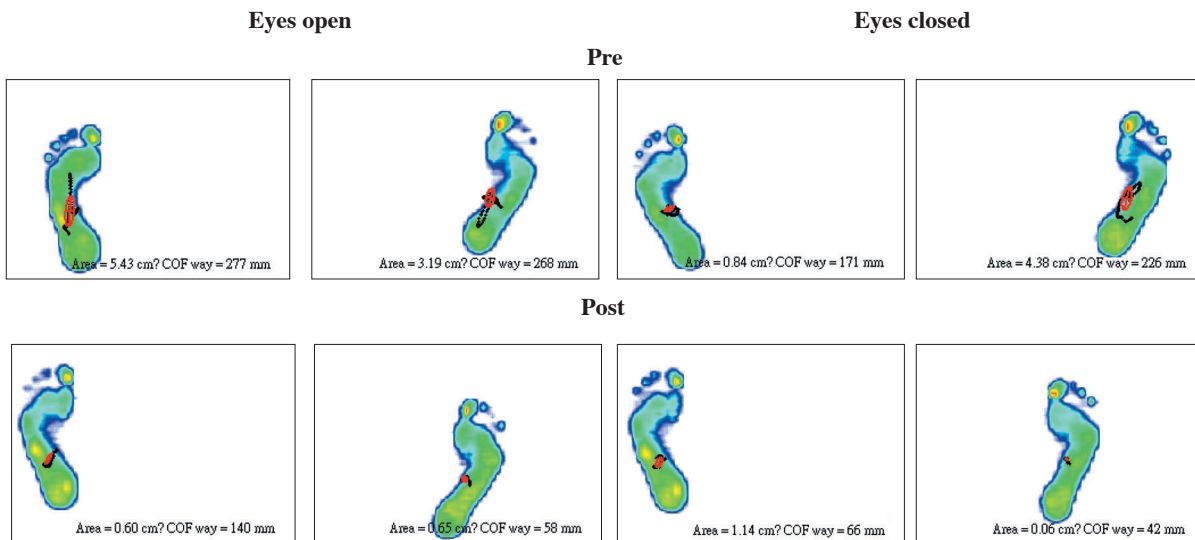 Eyes open
Eyes closed
Pre
Area = 5.43 cm? COF way = 277 mm
Area = 3.19 cm? COF way = 268 mm
Area = 0.84 cm? COF way = 171 mm
Area = 4.38 cm? COF way = 226 mm
Post
Area = 0.60 cm? COF way = 140 mm
Area = 0.65 cm? COF way = 58 mm
Area = 1.14 cm? COF way = 66 mm
Area = 0.06 cm? COF way = 42 mm